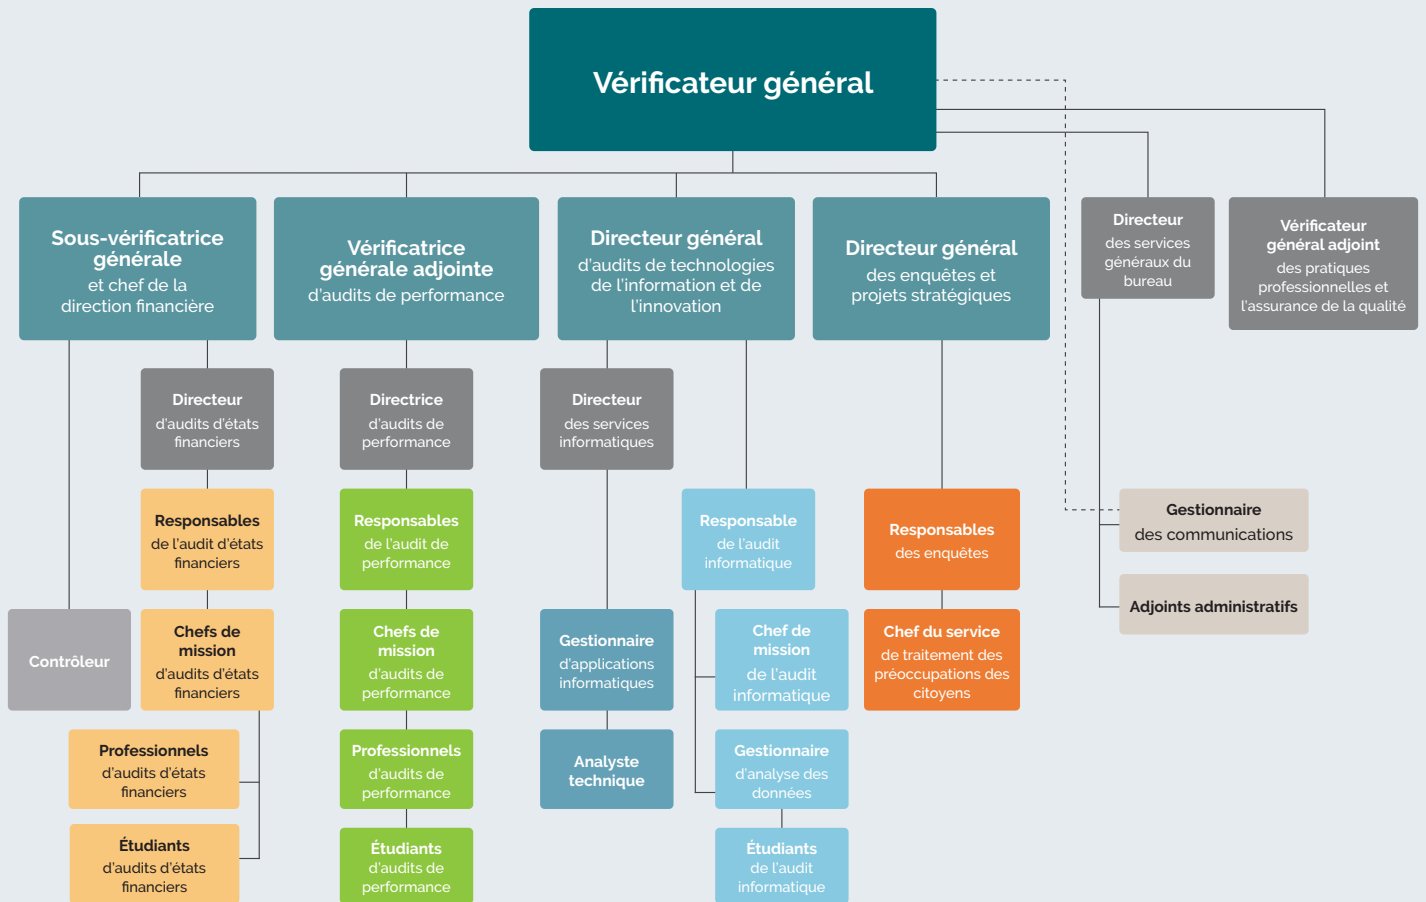 Vérificateur général
Sous-vérificatrice
générale
et chef de la
direction financière
Vérificatrice
générale adjointe
d'audits de performance
Directeur général
d'audits de technologies
de l'information et de
l'innovation
Directeur général
des enquêtes et
projets stratégiques
Directeur
des services
généraux du
bureau
Vérificateur
général adjoint
des pratiques
professionnelles et
l'assurance de la qualité
Directeur
d'audits d'états
financiers
Directrice
d'audits de
performance
Directeur
des services
informatiques
Responsables
de l'audit d'états
financiers
Responsables
de l'audit de
performance
Responsable
de l'audit
informatique
Responsables
des enquêtes
Gestionnaire
des communications
Adjoints administratifs
Contrôleur
Chefs de
mission
d'audits d'états
financiers
Chefs de
mission
d'audits de
performance
Gestionnaire
d'applications
informatiques
Chef de
mission
de l'audit
informatique
Chef du service
de traitement des
préoccupations des
citoyens
Professionnels
d'audits d'états
financiers
Professionnels
d'audits de
performance
Analyste
technique
Gestionnaire
d'analyse des
données
Étudiants
d'audits d'états
financiers
Étudiants
d'audits de
performance
Étudiants
de l'audit
informatique